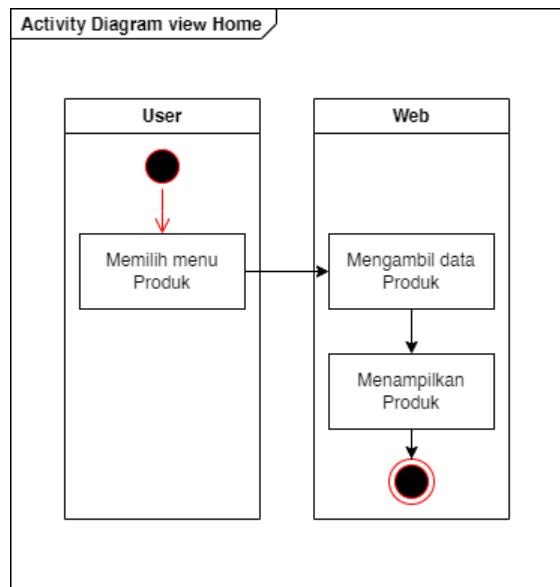 Activity Diagram view Home
User
Web
Memilih menu
Produk
Mengambil data
Produk
Menampilkan
Produk